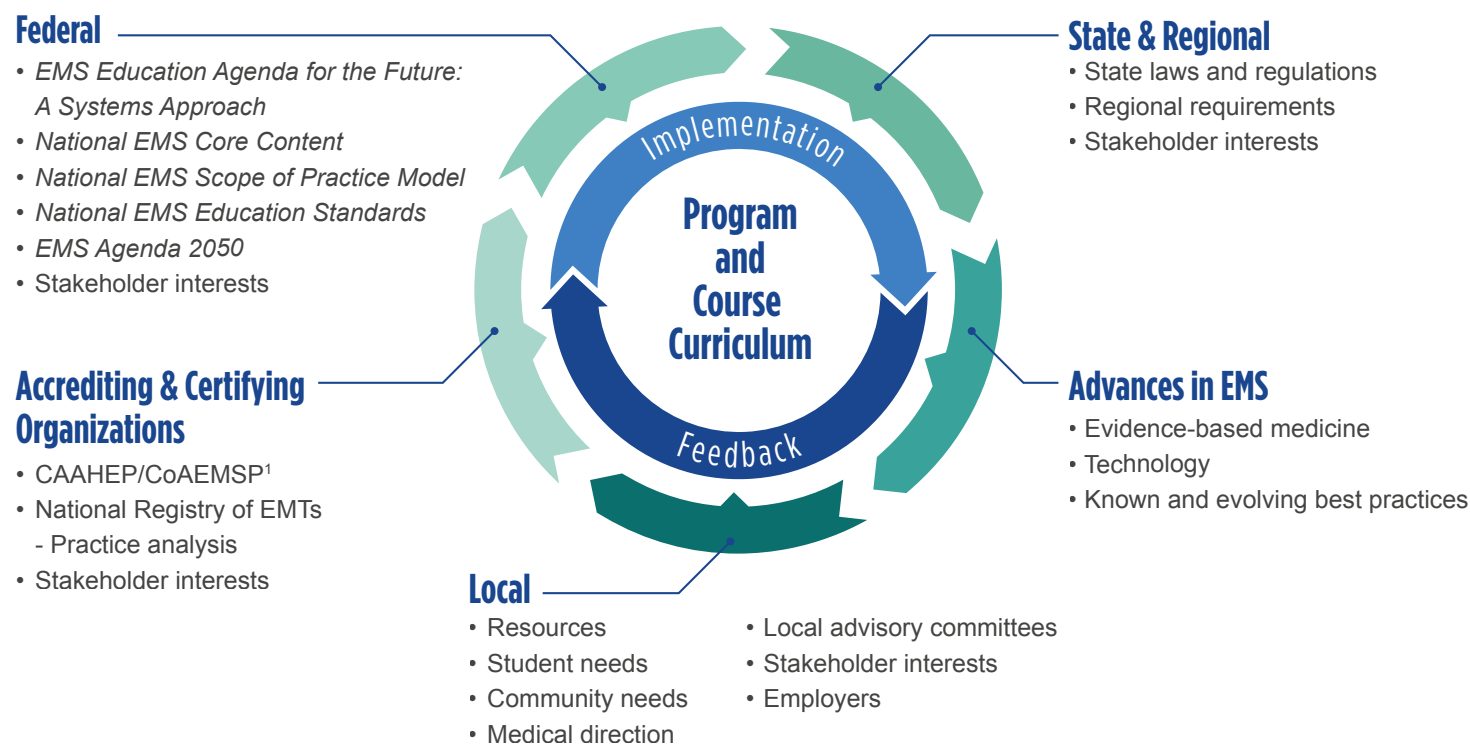 Federal
• EMS Education Agenda for the Future:
A Systems Approach
• National EMS Core Content
• National EMS Scope of Practice Model
• National EMS Education Standards
• EMS Agenda 2050
• Stakeholder interests
State & Regional
• State laws and regulations
• Regional requirements
• Stakeholder interests
Implementation
Program
and
Course
Curriculum
Feedback
Accrediting & Certifying
Organizations
• CAAHEP/CoAEMSP¹
• National Registry of EMTs
- Practice analysis
• Stakeholder interests
Advances in EMS
• Evidence-based medicine
• Technology
• Known and evolving best practices
Local
• Resources
• Student needs
• Community needs
• Medical direction
• Local advisory committees
• Stakeholder interests
• Employers